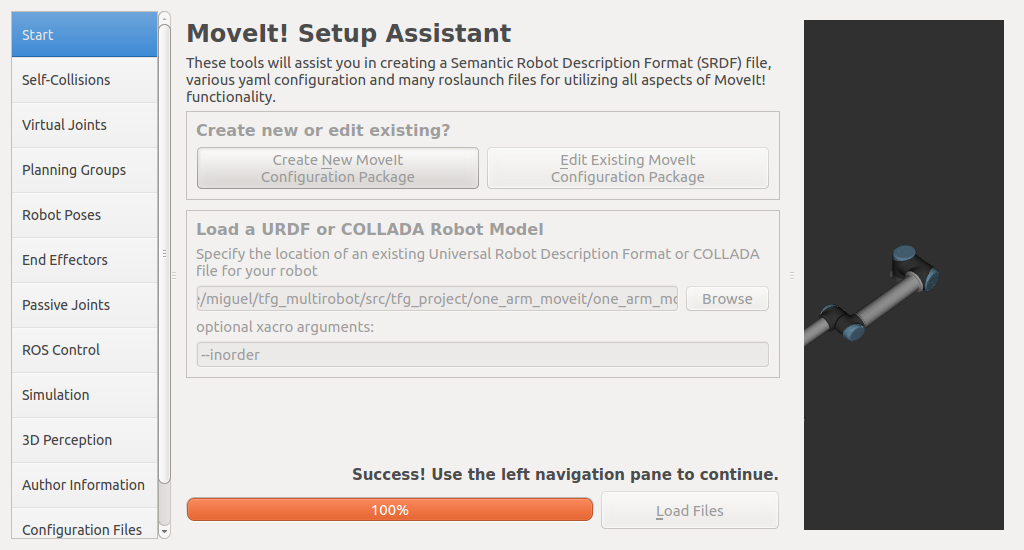 Start
Self-Collisions
Virtual Joints
Planning Groups
Robot Poses
End Effectors
Passive Joints
ROS Control
Simulation
3D Perception
Author Information
Configuration Files
MoveIt! Setup Assistant
These tools will assist you in creating a Semantic Robot Description Format (SRDF) file,
various yaml configuration and many roslaunch files for utilizing all aspects of MoveIt!
functionality.
Create new or edit existing?
Create New MoveIt
Configuration Package
Edit Existing MoveIt
Configuration Package
Load a URDF or COLLADA Robot Model
Specify the location of an existing Universal Robot Description Format or COLLADA
file for your robot
/miguel/tfg_multirobot/src/tfg_project/one_arm_moveit/one_arm_mo
Browse
optional xacro arguments:
--inorder
Success! Use the left navigation pane to continue.
100%
Load Files